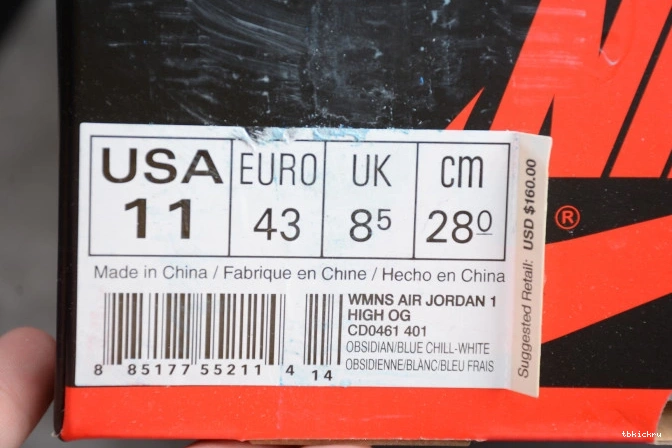 USA EURO UK cm
11 43 8⁵ 28⁰
Made in China / Fabrique en Chine / Hecho en China
WMNS AIR JORDAN 1
HIGH OG
CD0461 401
OBSIDIAN/BLUE CHILL-WHITE
OBSIDIENNE/BLANC/BLEU FRAIS
8 85177 55211 4 14
Suggested Retail: USD $160.00
®
tbkickru